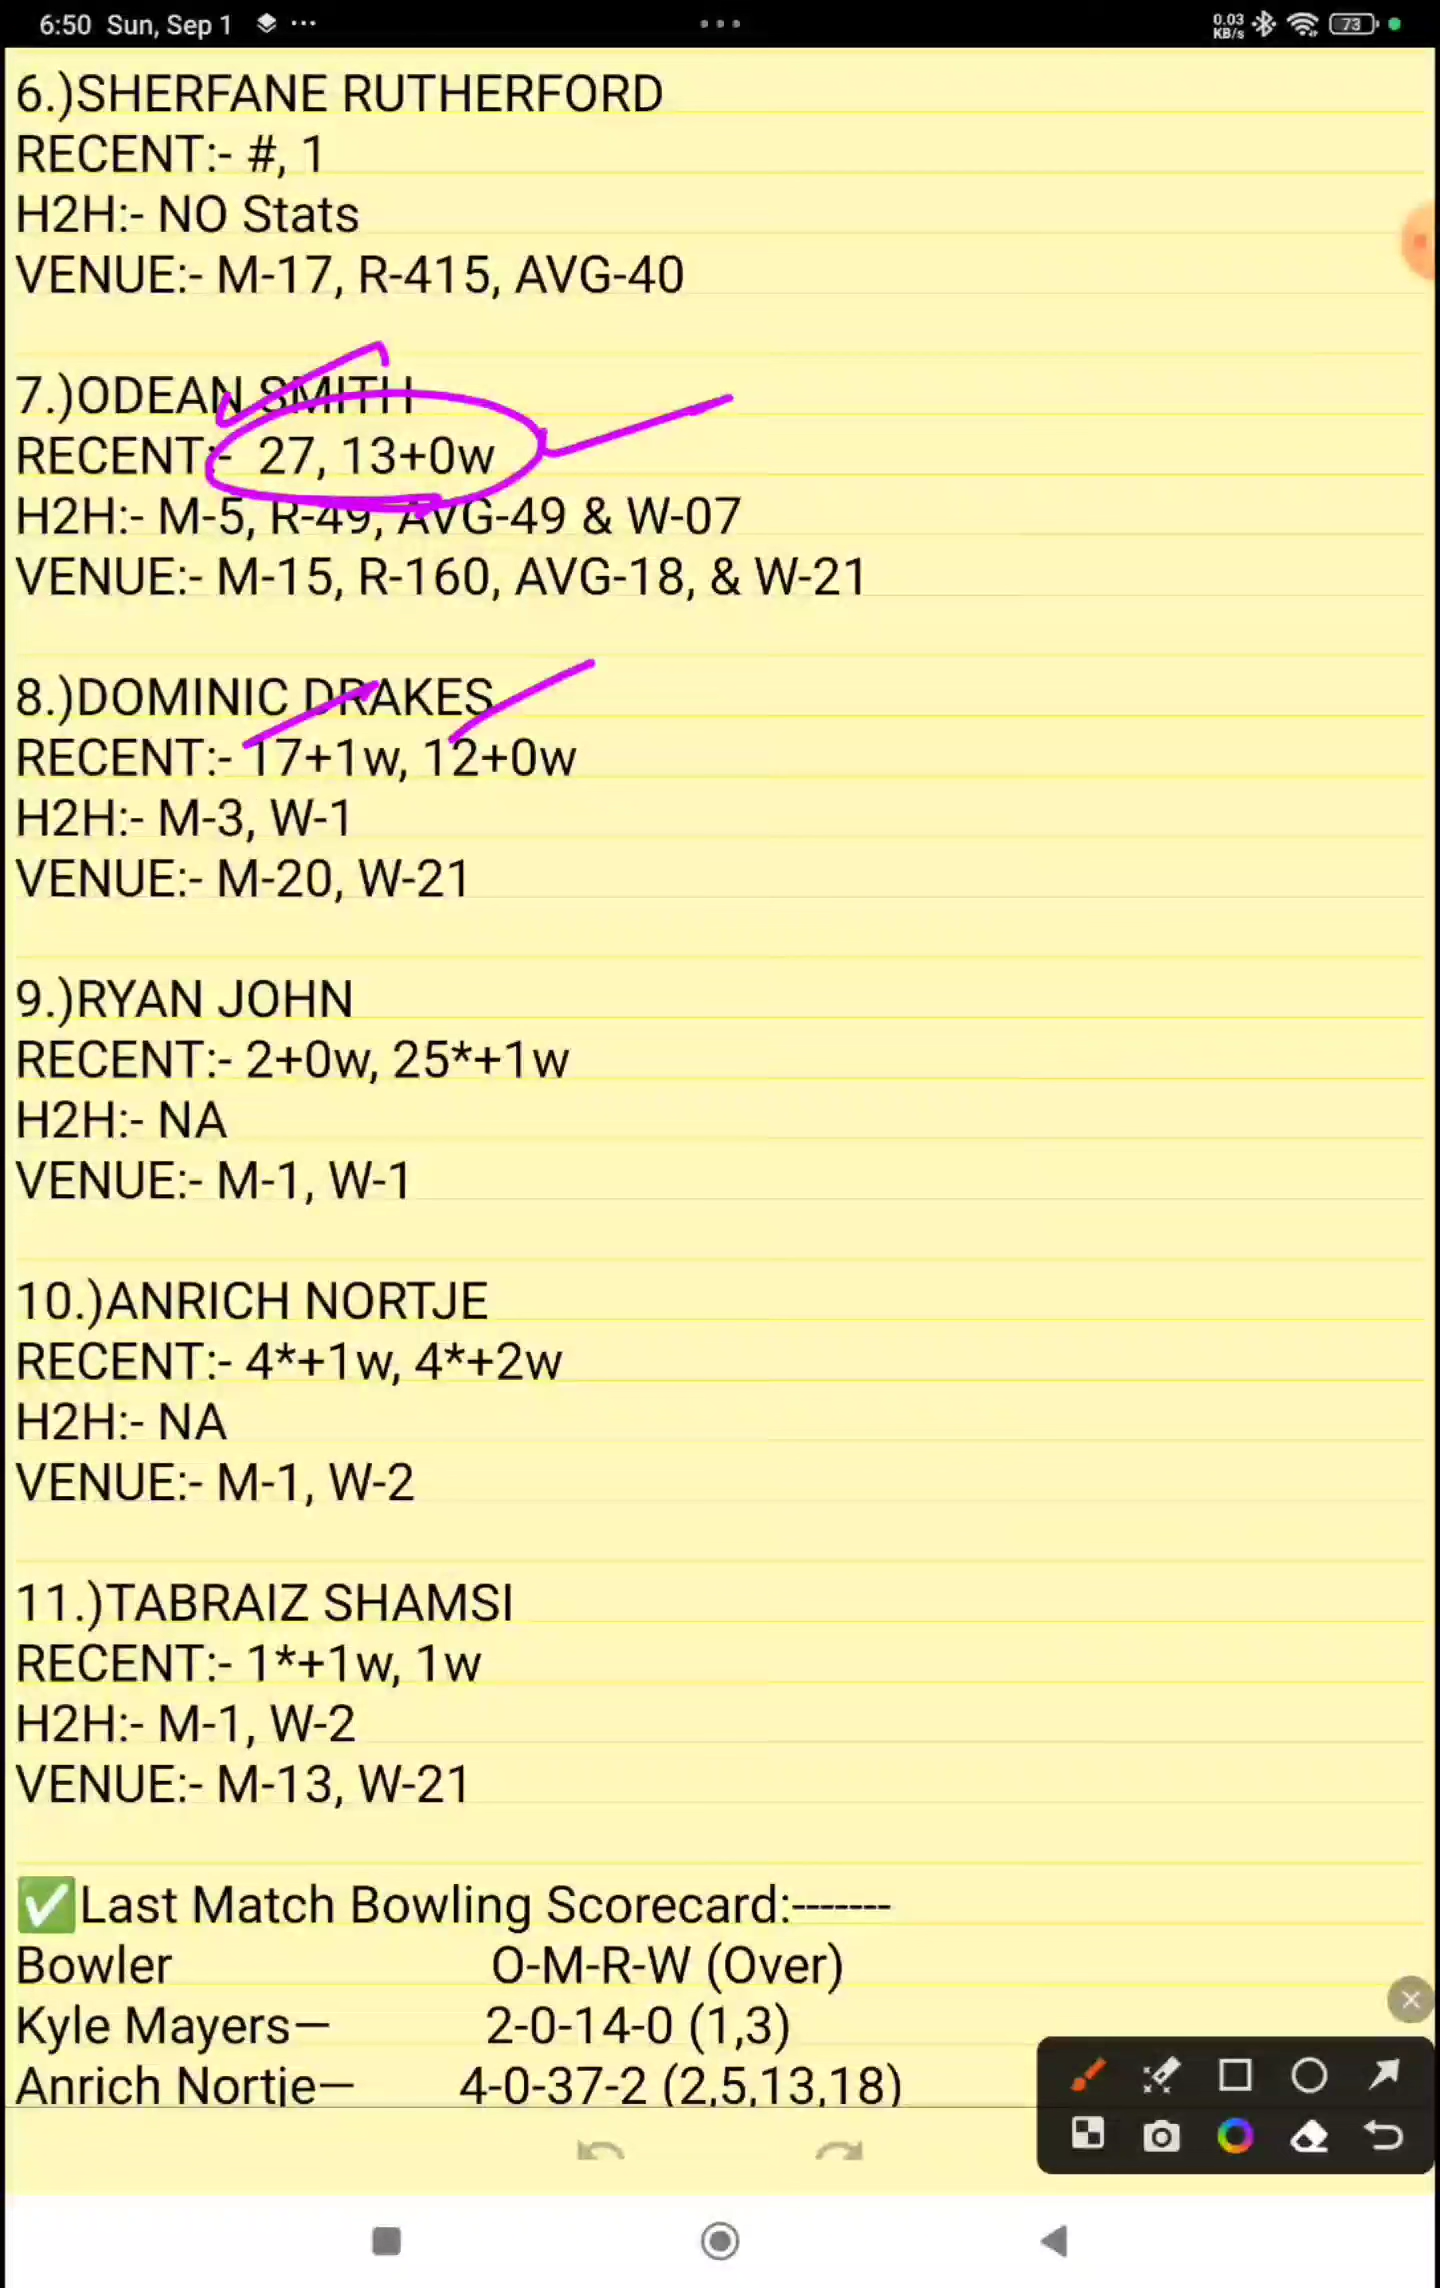 6:50 Sun, Sep 1
0.03 KB/s 73
6.)SHERFANE RUTHERFORD
RECENT:- #, 1
H2H:- NO Stats
VENUE:- M-17, R-415, AVG-40
7.)ODEAN SMITH
RECENT:- 27, 13+0w
H2H:- M-5, R-49, AVG-49 & W-07
VENUE:- M-15, R-160, AVG-18, & W-21
8.)DOMINIC DRAKES
RECENT:- 17+1w, 12+0w
H2H:- M-3, W-1
VENUE:- M-20, W-21
9.)RYAN JOHN
RECENT:- 2+0w, 25*+1w
H2H:- NA
VENUE:- M-1, W-1
10.)ANRICH NORTJE
RECENT:- 4*+1w, 4*+2w
H2H:- NA
VENUE:- M-1, W-2
11.)TABRAIZ SHAMSI
RECENT:- 1*+1w, 1w
H2H:- M-1, W-2
VENUE:- M-13, W-21
✅Last Match Bowling Scorecard:-------
Bowler O-M-R-W (Over)
Kyle Mayers— 2-0-14-0 (1,3)
Anrich Nortje— 4-0-37-2 (2,5,13,18)